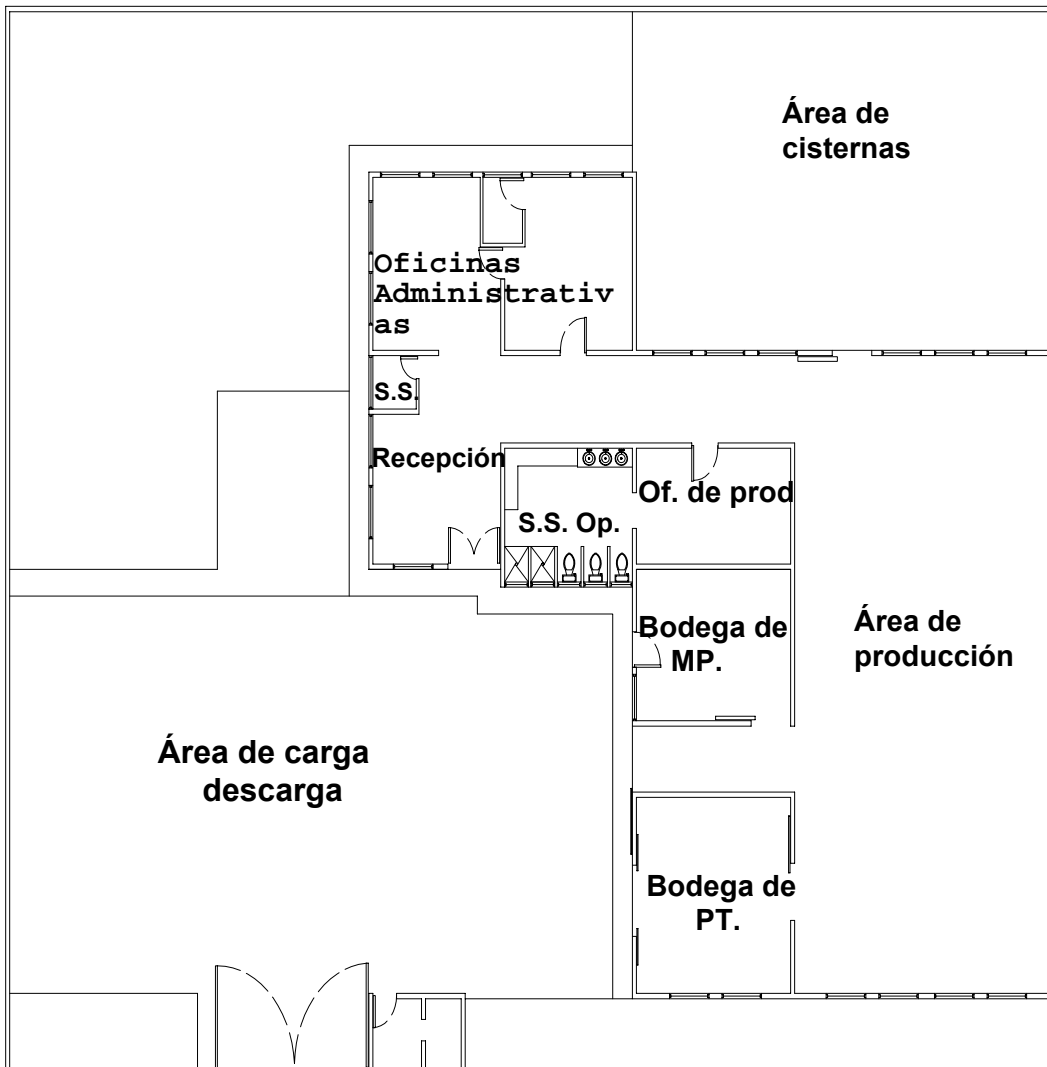 Área de
cisternas
Oficinas
Administrativ
as
S.S.
Recepción
Of. de prod
S.S. Op.
Bodega de
MP.
Área de
producción
Área de carga
descarga
Bodega de
PT.